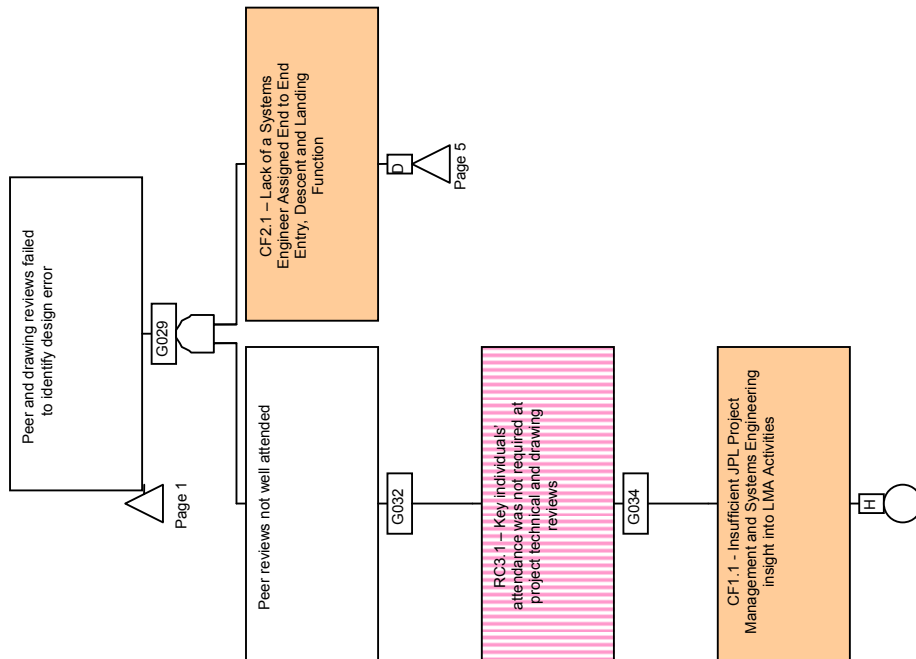 Peer and drawing reviews failed
to identify design error
Page 1
G029
Peer reviews not well attended
CF2.1 – Lack of a Systems
Engineer Assigned End to End
Entry, Descent and Landing
Function
G032
D
Page 5
RC3.1 – Key individuals’
attendance was not required at
project technical and drawing
reviews
G034
CF1.1 - Insufficient JPL Project
Management and Systems Engineering
insight into LMA Activities
H